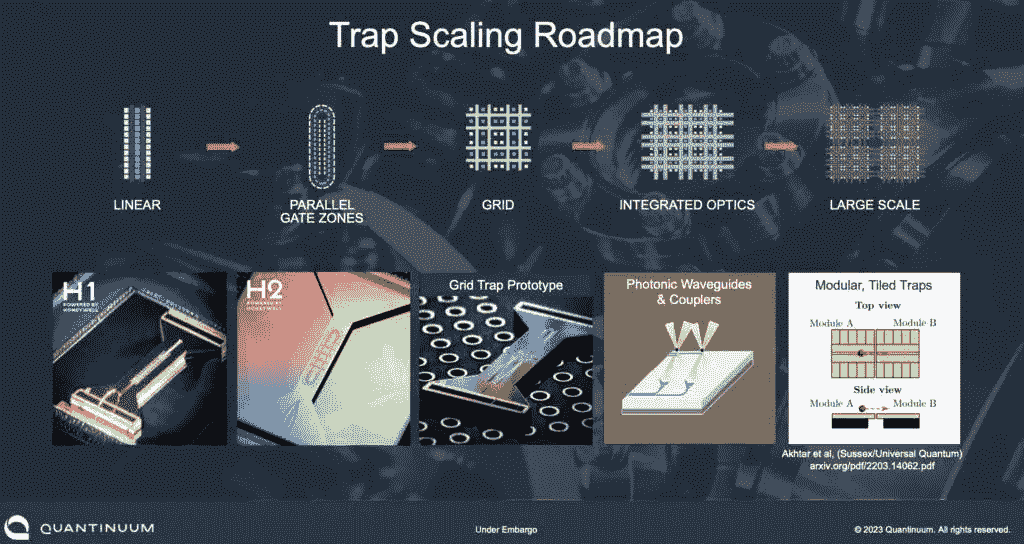 Trap Scaling Roadmap
LINEAR
PARALLEL
GATE ZONES
GRID
INTEGRATED OPTICS
LARGE SCALE
H1
POWERED BY
HONEYWELL
H2
POWERED BY
HONEYWELL
Grid Trap Prototype
Photonic Waveguides
& Couplers
Modular, Tiled Traps
Top view
Module A Module B
Side view
Module A Module B
Akhtar et al, (Sussex/Universal Quantum)
arxiv.org/pdf/2203.14062.pdf
QUANTINUUM
Under Embargo
© 2023 Quantinuum. All rights reserved.